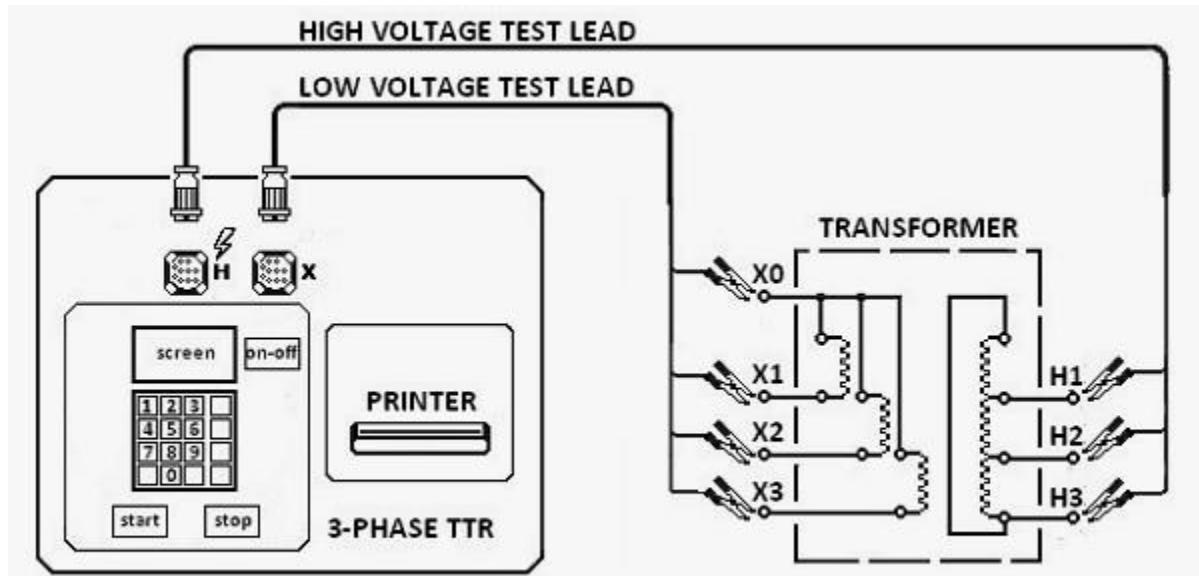 HIGH VOLTAGE TEST LEAD
LOW VOLTAGE TEST LEAD
TRANSFORMER
H X
X0
screen on-off
X1 H1
PRINTER
1 2 3
4 5 6
X2 H2
7 8 9
0
X3 H3
start stop
3-PHASE TTR